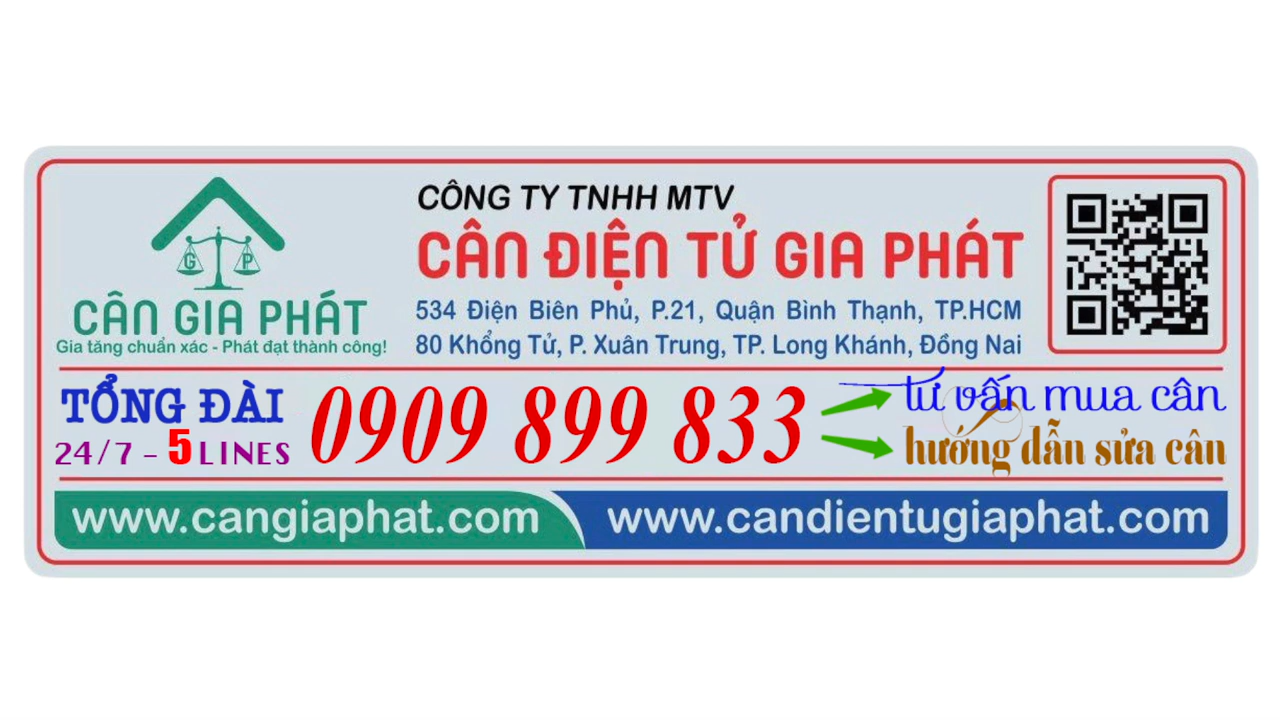 G P
CÂN GIA PHÁT
Gia tăng chuẩn xác - Phát đạt thành công!
CÔNG TY TNHH MTV
CÂN ĐIỆN TỬ GIA PHÁT
534 Điện Biên Phủ, P.21, Quận Bình Thạnh, TP.HCM
80 Khổng Tử, P. Xuân Trung, TP. Long Khánh, Đồng Nai
TỔNG ĐÀI
24/7 - 5 LINES
0909 899 833
tư vấn mua cân
hướng dẫn sửa cân
www.cangiaphat.com
www.candientugiaphat.com